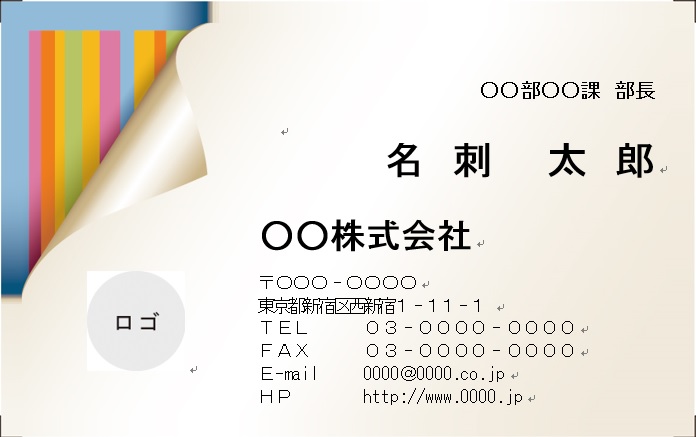 〇〇部〇〇課　部長
名　刺　　太　郎
〇〇株式会社
ロゴ
〒〇〇〇－〇〇〇〇
東京都新宿区西新宿１－１１－１
ＴＥＬ　　　０３－００００－００００
ＦＡＸ　　　０３－００００－００００
Ｅ-mail　　　0000@0000.co.jp
ＨＰ　　　　http://www.0000.jp